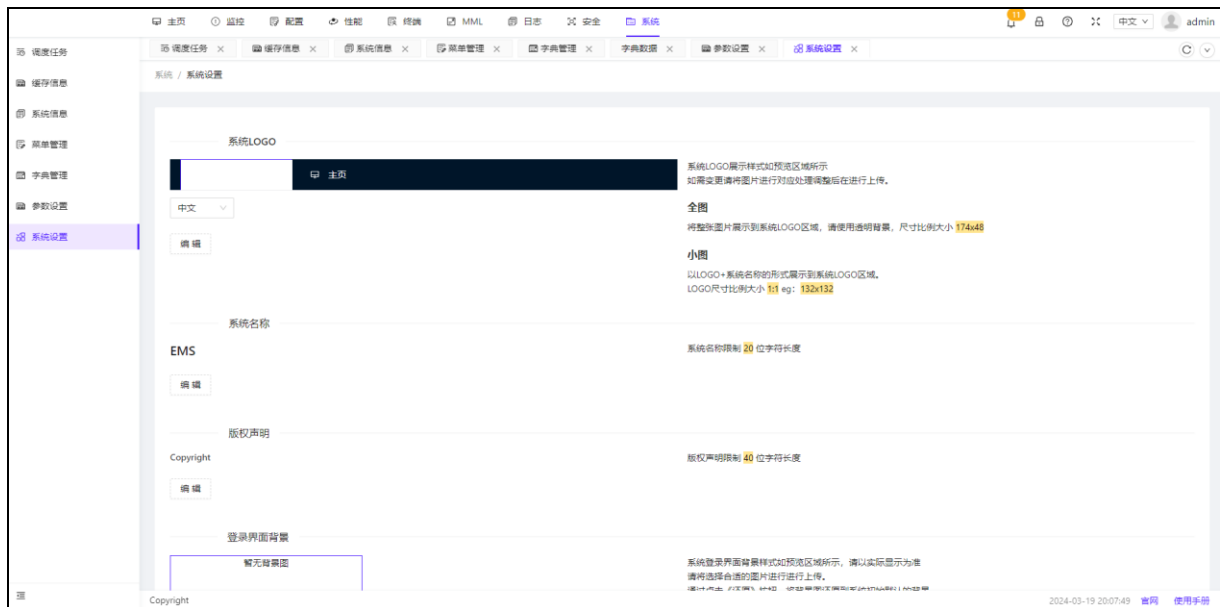 主页 监控 配置 性能 终端 MML 日志 安全 系统 11 中文 admin
调度任务 缓存信息 系统信息 菜单管理 字典管理 字典数据 参数设置 系统设置
调度任务
缓存信息
系统信息
菜单管理
字典管理
参数设置
系统设置
系统 / 系统设置
系统LOGO
主页
中文
编 辑
系统LOGO展示样式如预览区域所示
如需变更请将图片进行对应处理调整后在进行上传。
全图
将整张图片展示到系统LOGO区域，请使用透明背景，尺寸比例大小 174x48
小图
以LOGO+系统名称的形式展示到系统LOGO区域。
LOGO尺寸比例大小 1:1 eg：132x132
系统名称
EMS
编 辑
系统名称限制 20 位字符长度
版权声明
Copyright
编 辑
版权声明限制 40 位字符长度
登录界面背景
暂无背景图
系统登录界面背景样式如预览区域所示，请以实际显示为准
请将选择合适的图片进行进行上传。
Copyright
2024-03-19 20:07:49 官网 使用手册